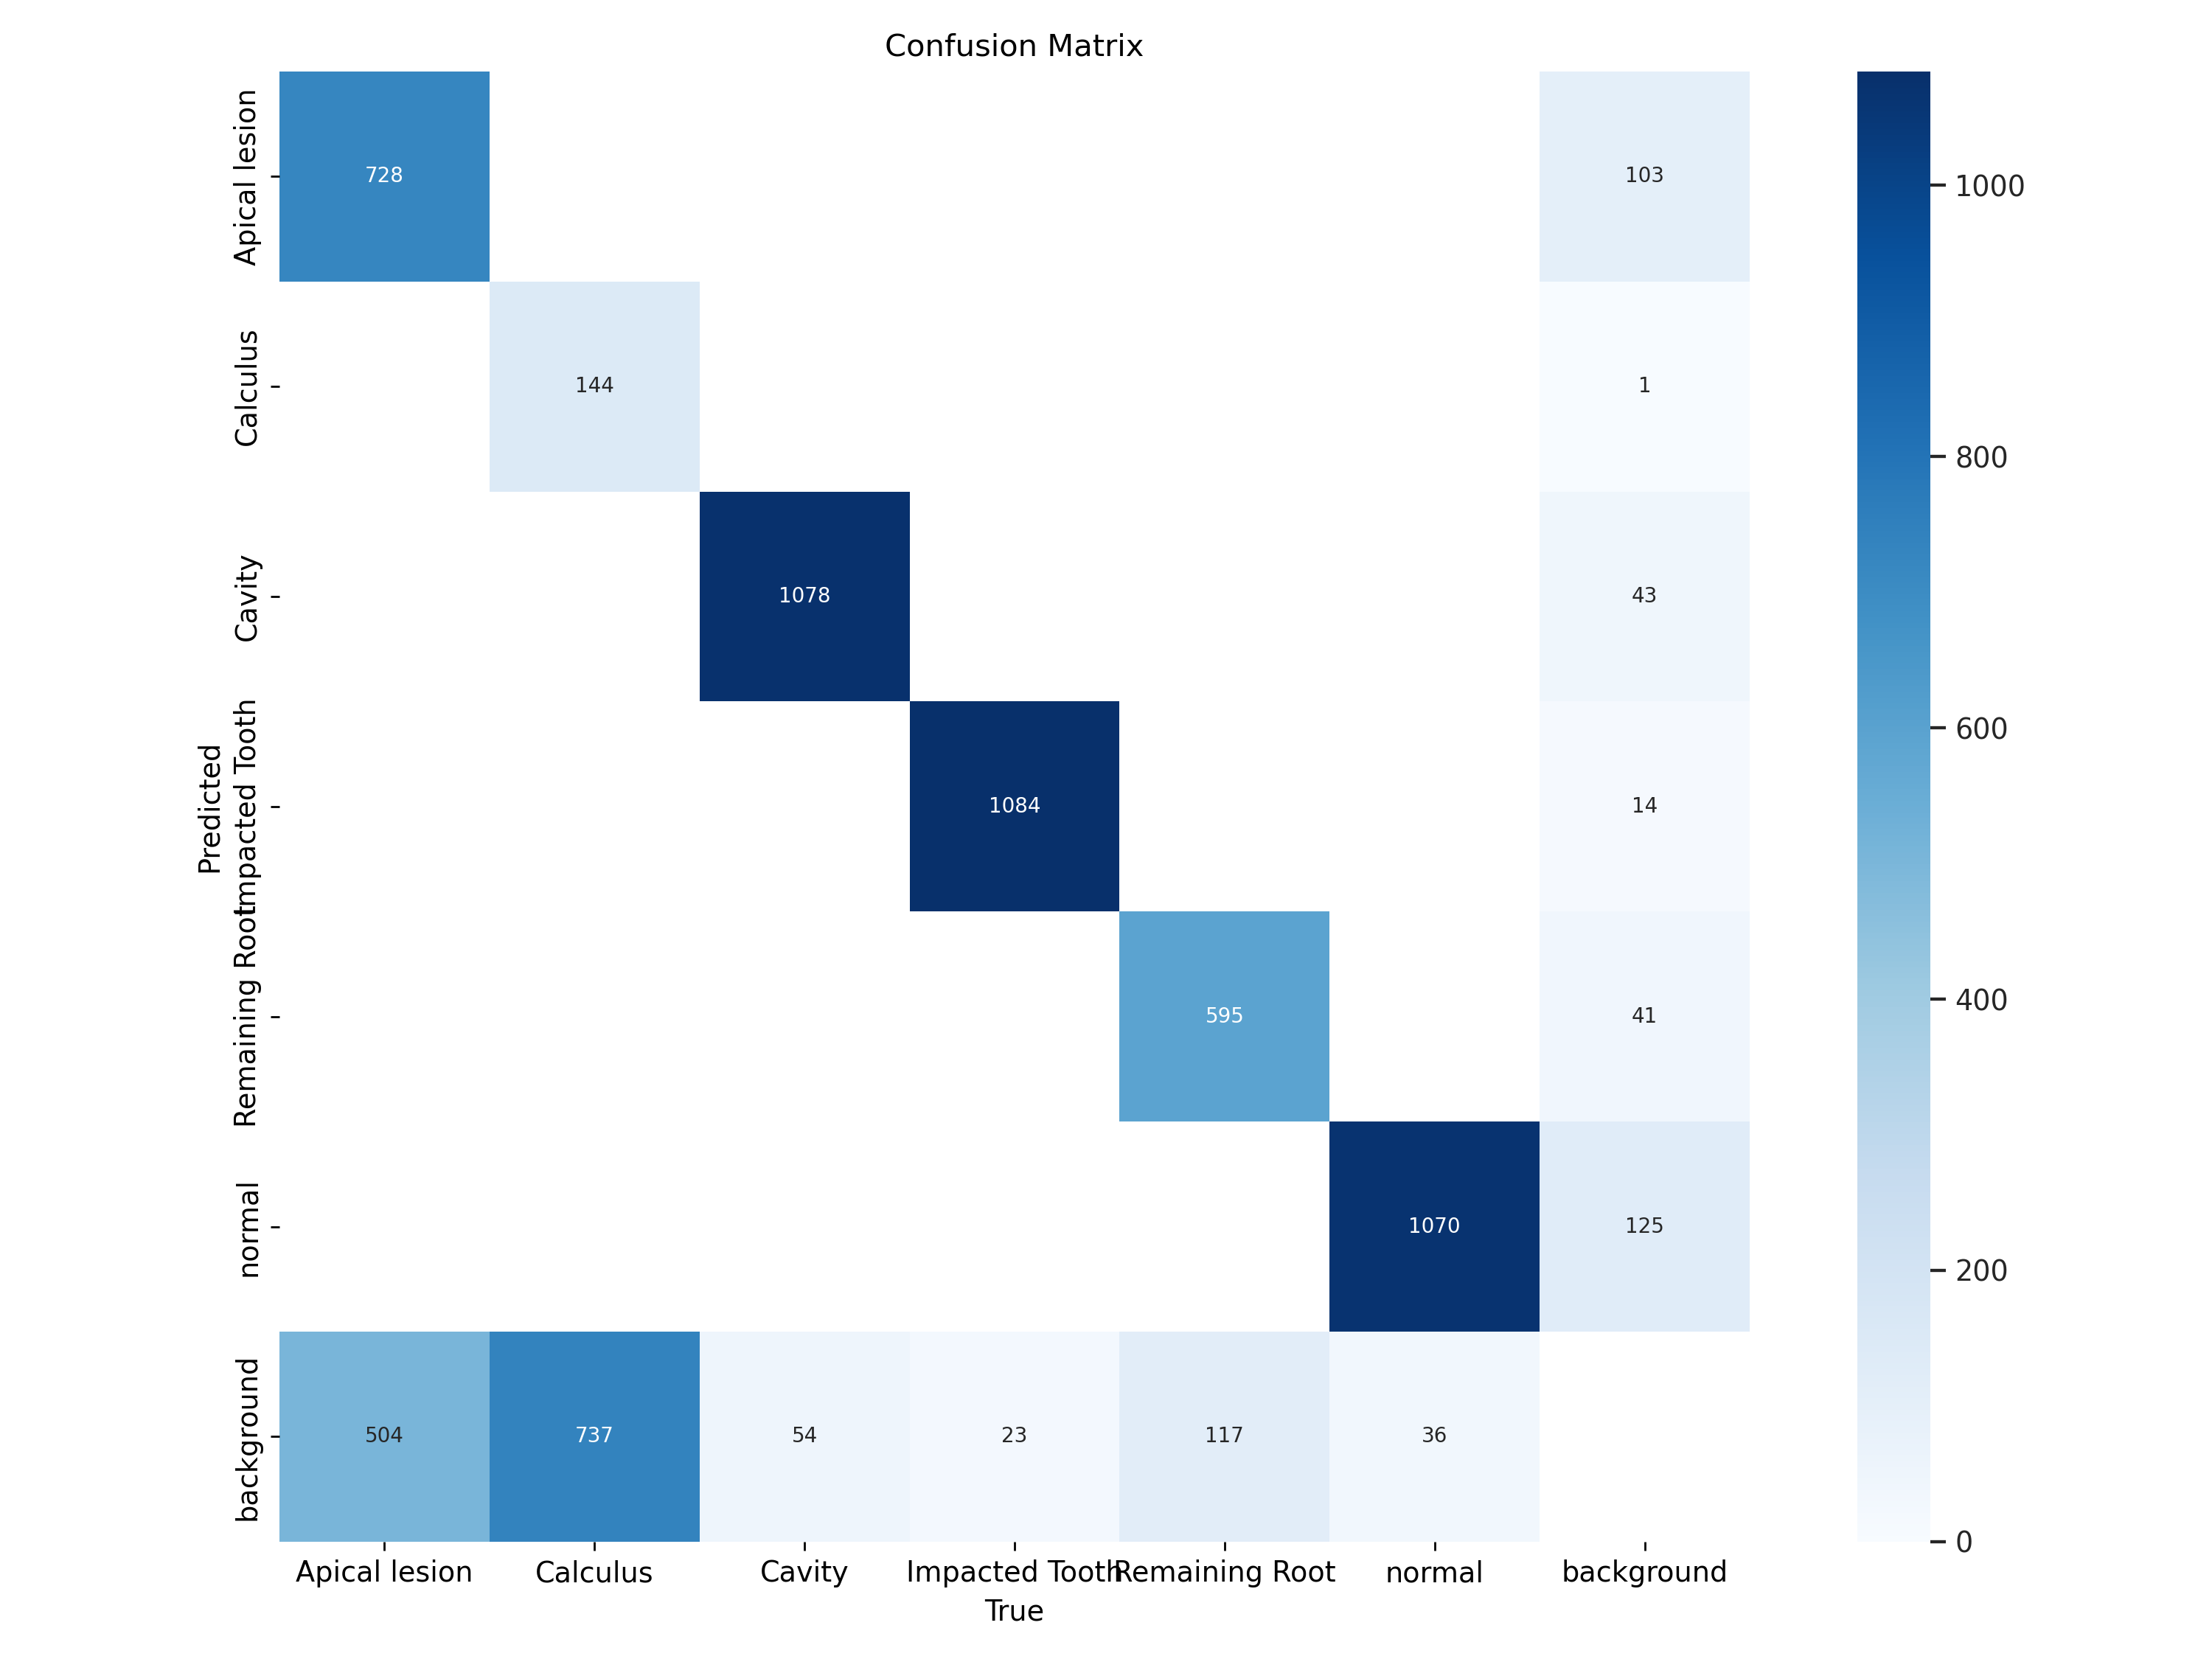 Confusion Matrix
Apical lesion
728
103
1000
Calculus
144
1
800
Cavity
1078
43
600
Predicted
Impacted Tooth
1084
14
400
Remaining Root
595
41
normal
1070
125
200
background
504
737
54
23
117
36
0
Apical lesion
Calculus
Cavity
Impacted Tooth
Remaining Root
normal
background
True